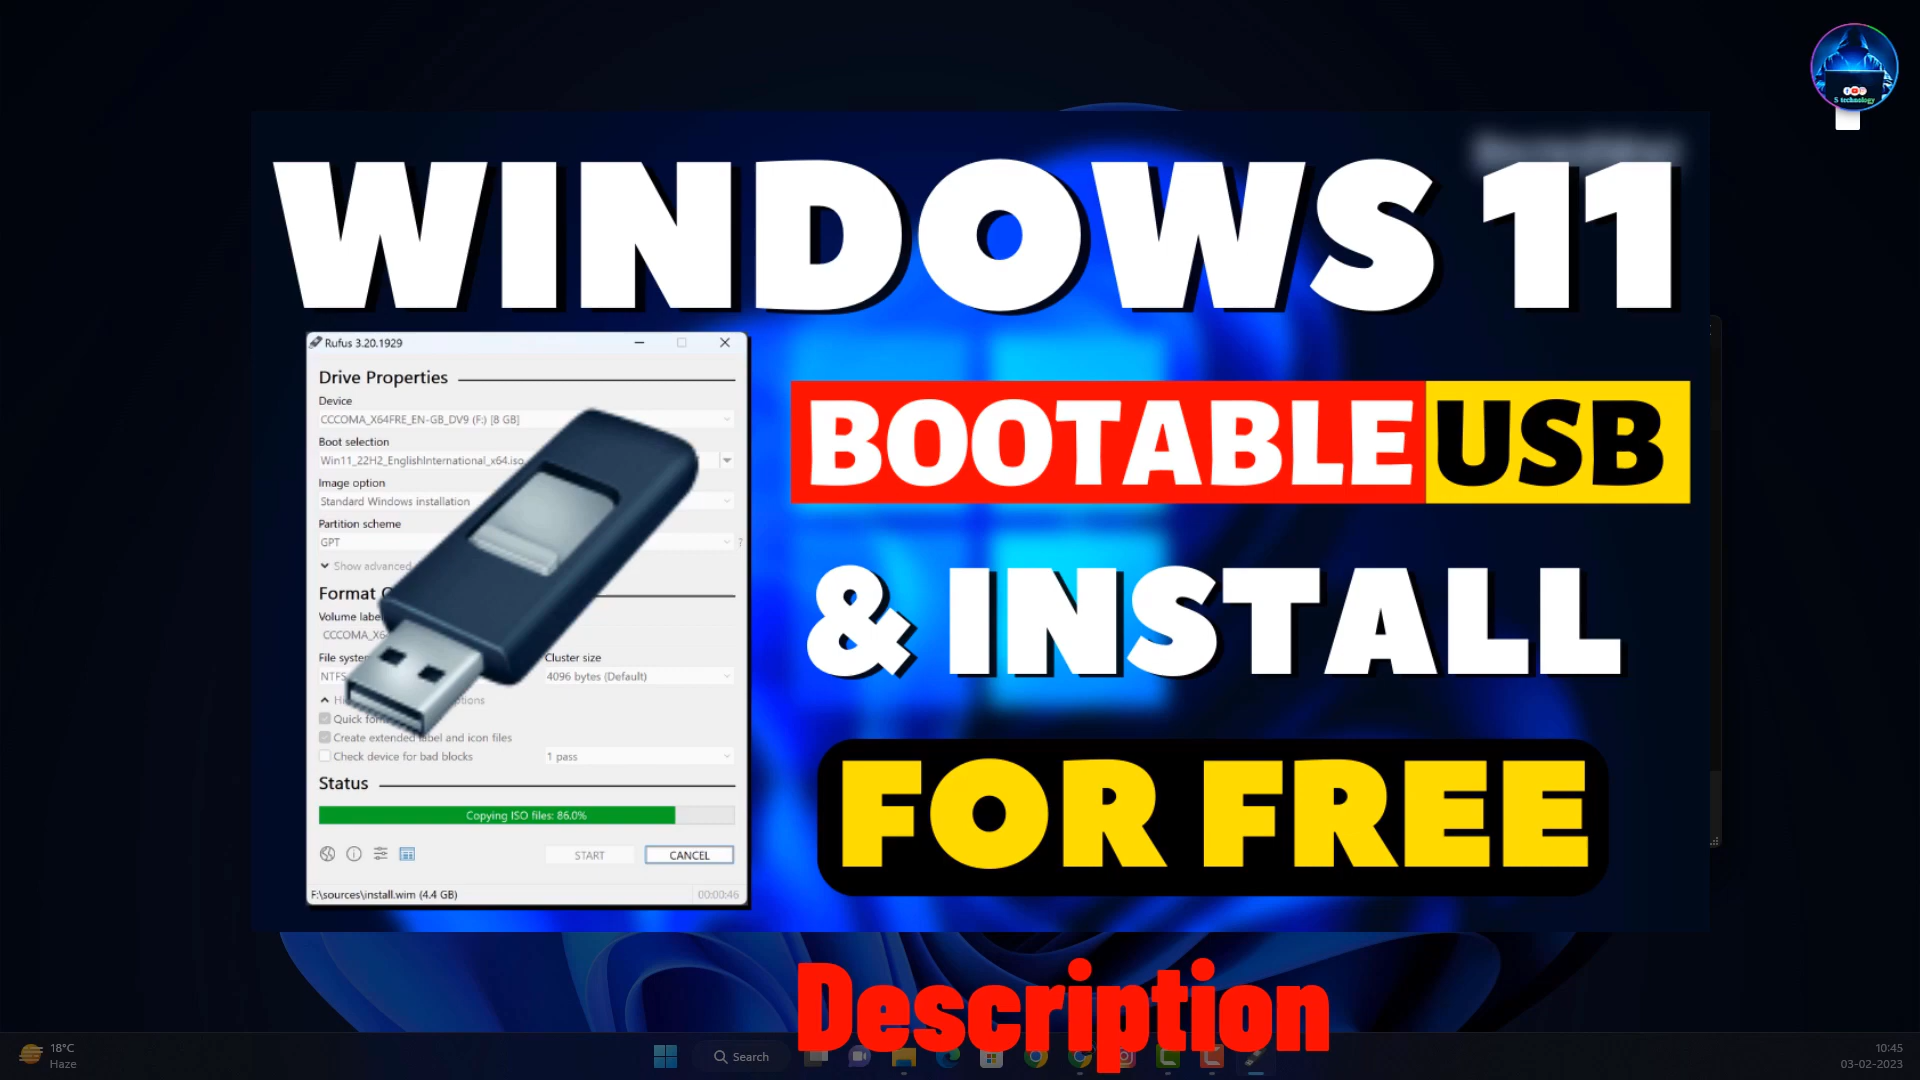 S technology
WINDOWS 11
Rufus 3.20.1929
Drive Properties
Device
CCCOMA_X64FRE_EN-GB_DV9 (F:) [8 GB]
Boot selection
Win11_22H2_EnglishInternational_x64.iso
Image option
Standard Windows installation
Partition scheme
GPT
?
Show advanced
Format
Volume label
CCCOMA_X6
File system
Cluster size
NTFS
4096 bytes (Default)
Quick for
Create extended label and icon files
Check device for bad blocks
1 pass
Status
Copying ISO files: 86.0%
START
CANCEL
F:\sources\install.wim (4.4 GB)
00:00:46
BOOTABLE USB
& INSTALL
FOR FREE
Description
18°C
Haze
Search
10:45
03-02-2023